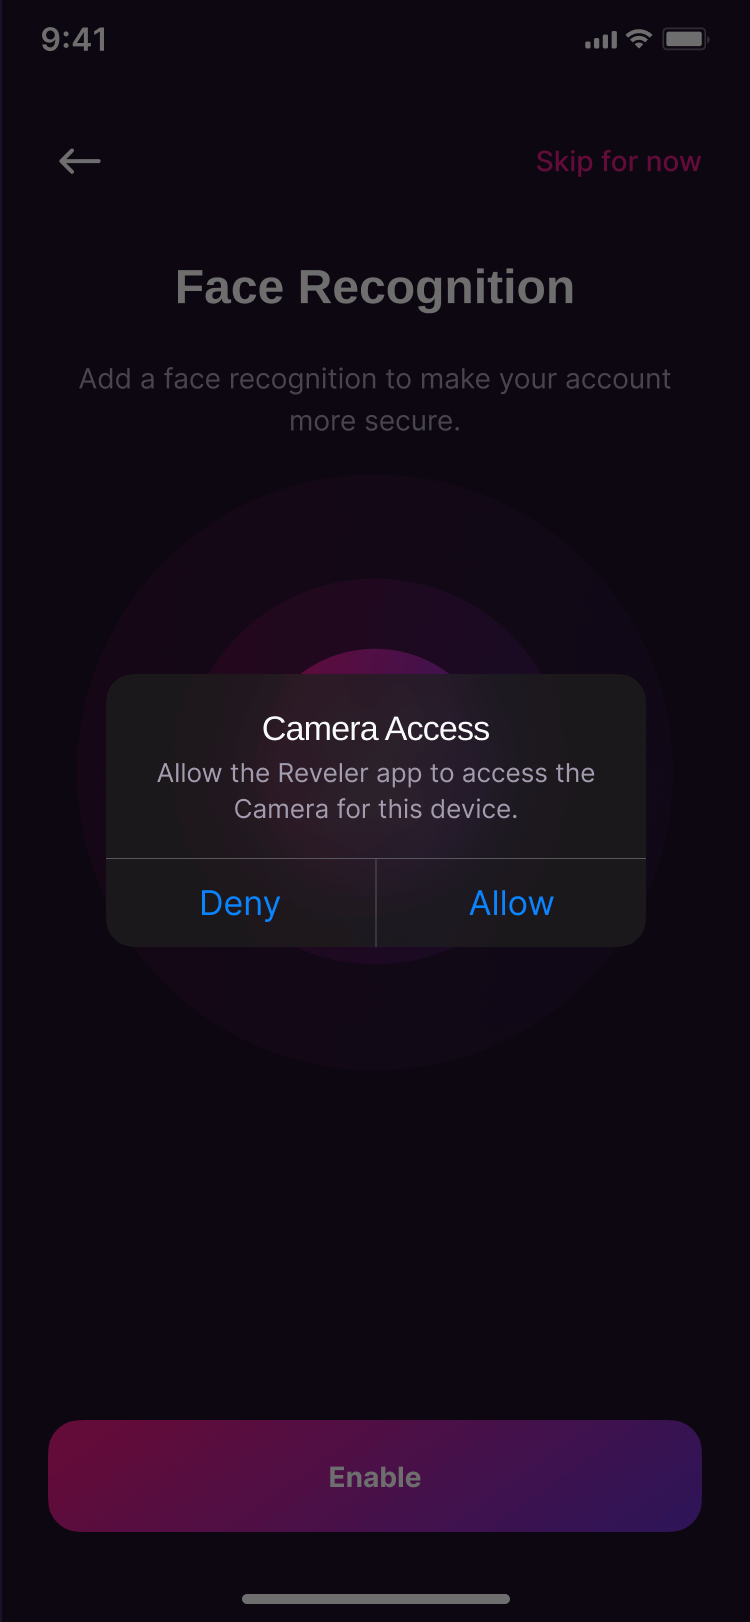 9:41
Skip for now
Face Recognition
Add a face recognition to make your account
more secure.
Camera Access
Allow the Reveler app to access the
Camera for this device.
Deny
Allow
Enable